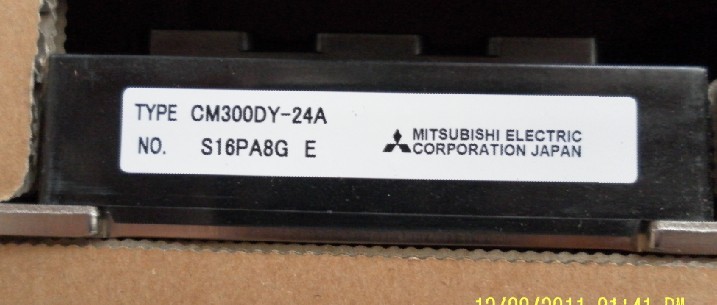 TYPE CM300DY-24A
NO. S16PA8G E
MITSUBISHI ELECTRIC
CORPORATION JAPAN